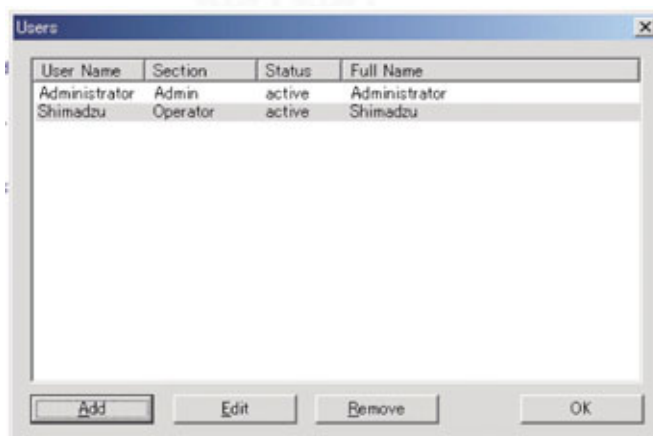 Users
User Name Section Status Full Name
Administrator Admin active Administrator
Shimadzu Operator active Shimadzu
Add Edit Remove OK